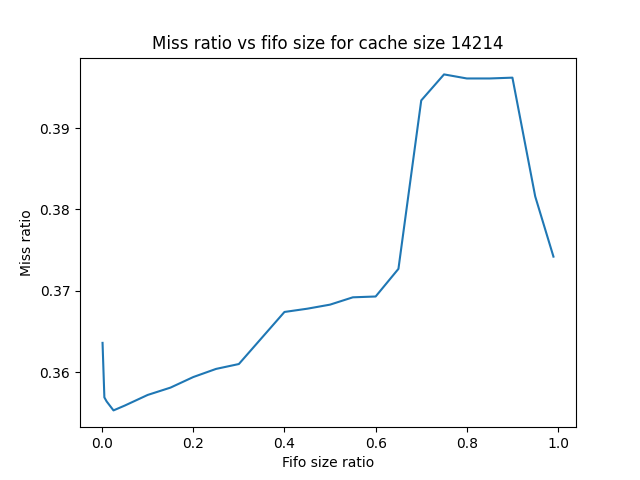 Miss ratio vs fifo size for cache size 14214
Miss ratio
0.39
0.38
0.37
0.36
0.0 0.2 0.4 0.6 0.8 1.0
Fifo size ratio